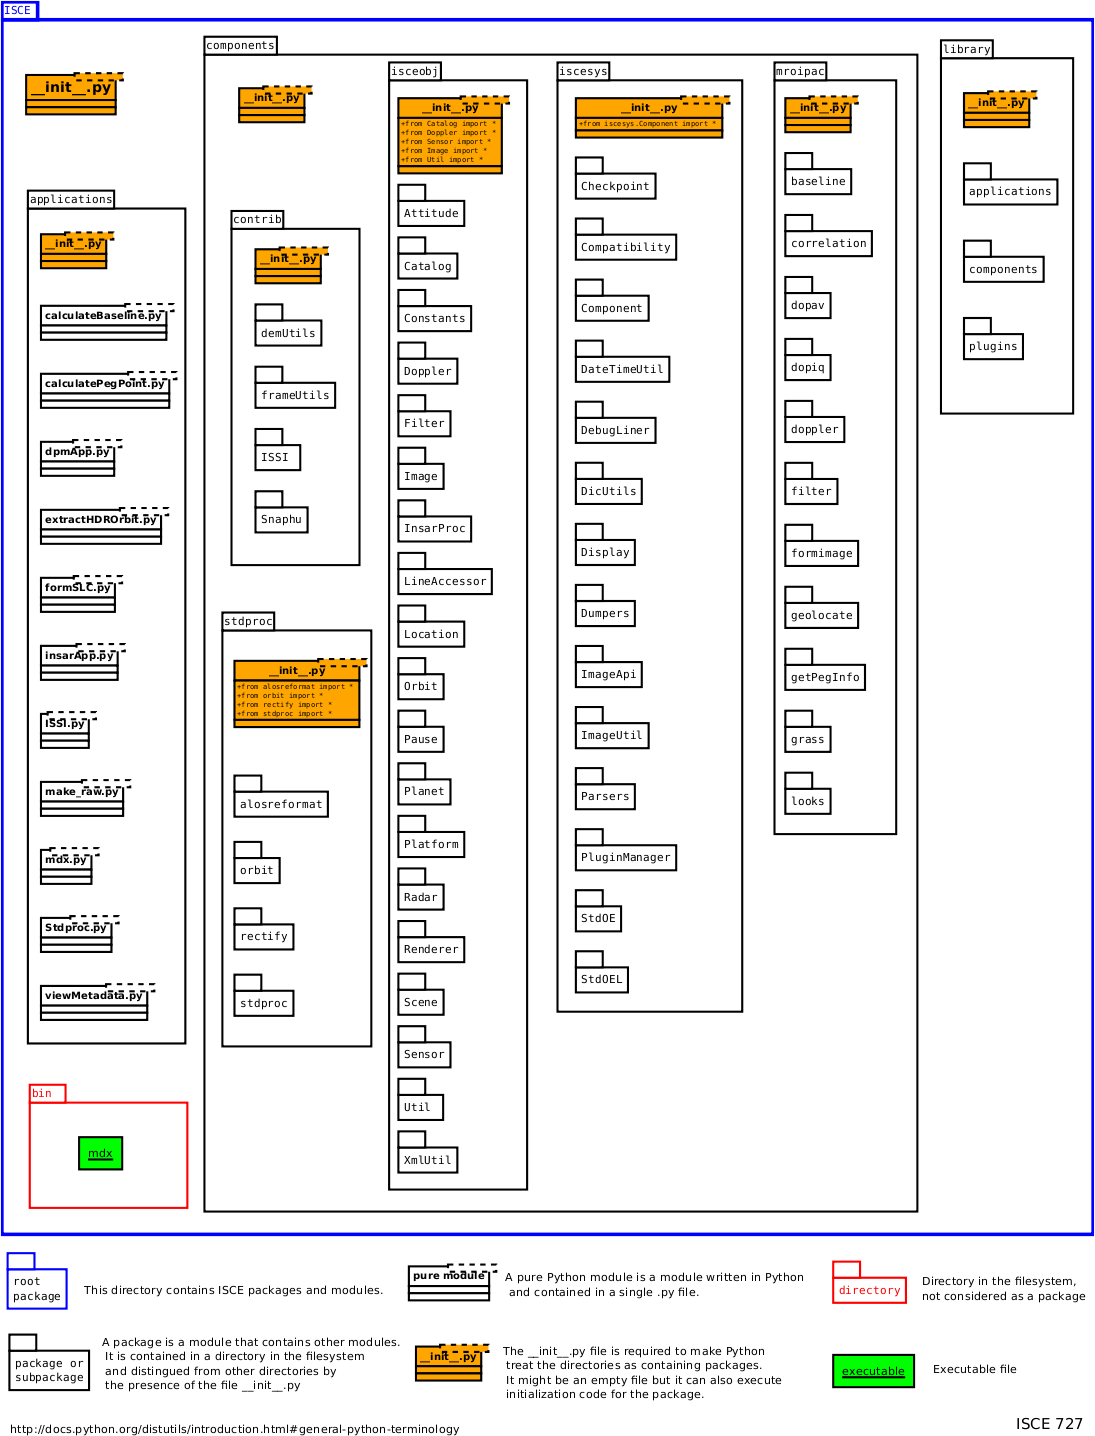 ISCE
__init__.py
applications
__init__.py
calculateBaseline.py
calculatePegPoint.py
dpmApp.py
extractHDROrbit.py
formSLC.py
insarApp.py
ISSI.py
make_raw.py
mdx.py
Stdproc.py
viewMetadata.py
bin
mdx
components
__init__.py
contrib
__init__.py
demUtils
frameUtils
ISSI
Snaphu
stdproc
__init__.py
+from alosreformat import *
+from orbit import *
+from rectify import *
+from stdproc import *
alosreformat
orbit
rectify
stdproc
isceobj
__init__.py
+from Catalog import *
+from Doppler import *
+from Sensor import *
+from Image import *
+from Util import *
Attitude
Catalog
Constants
Doppler
Filter
Image
InsarProc
LineAccessor
Location
Orbit
Pause
Planet
Platform
Radar
Renderer
Scene
Sensor
Util
XmlUtil
iscesys
__init__.py
+from iscesys.Component import *
Checkpoint
Compatibility
Component
DateTimeUtil
DebugLiner
DicUtils
Display
Dumpers
ImageApi
ImageUtil
Parsers
PluginManager
StdOE
StdOEL
mroipac
__init__.py
baseline
correlation
dopav
dopiq
doppler
filter
formimage
geolocate
getPegInfo
grass
looks
library
__init__.py
applications
components
plugins
root
package
This directory contains ISCE packages and modules.
pure module
A pure Python module is a module written in Python
and contained in a single .py file.
directory
Directory in the filesystem,
not considered as a package
package or
subpackage
A package is a module that contains other modules.
It is contained in a directory in the filesystem
and distingued from other directories by
the presence of the file __init__.py
__init__.py
The __init__.py file is required to make Python
treat the directories as containing packages.
It might be an empty file but it can also execute
initialization code for the package.
executable
Executable file
http://docs.python.org/distutils/introduction.html#general-python-terminology
ISCE 727